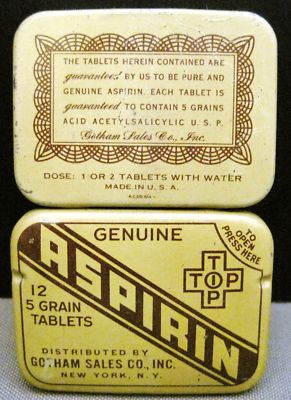 THE TABLETS HEREIN CONTAINED ARE
guaranteed BY US TO BE PURE AND
GENUINE ASPIRIN. EACH TABLET IS
guaranteed TO CONTAIN 5 GRAINS
ACID ACETYLSALICYLIC U. S. P.
Gotham Sales Co., Inc.
DOSE: 1 OR 2 TABLETS WITH WATER
MADE IN U. S. A.
GENUINE
TO OPEN
PRESS HERE
ASPIRIN
TOP
TOP
12
5 GRAIN
TABLETS
DISTRIBUTED BY
GOTHAM SALES CO., INC.
NEW YORK, N. Y.